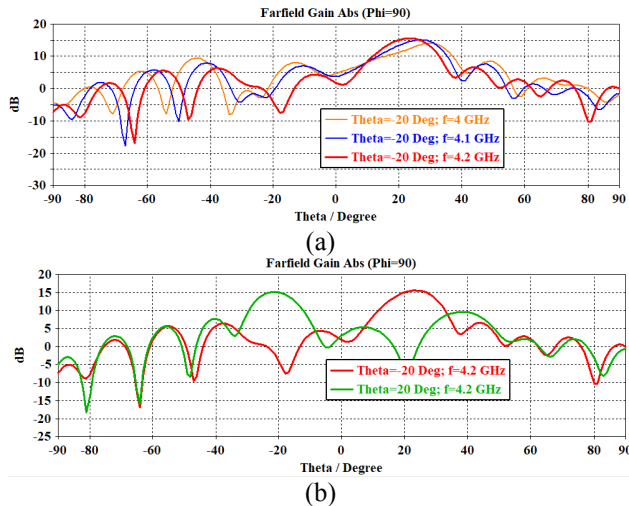 Farfield Gain Abs (Phi=90)
20
10
0
-10
-20
-30
dB
Theta=-20 Deg; f=4 GHz
Theta=-20 Deg; f=4.1 GHz
Theta=-20 Deg; f=4.2 GHz
-90 -80 -60 -40 -20 0 20 40 60 80 90
Theta / Degree
(a)
Farfield Gain Abs (Phi=90)
20
15
10
5
0
-5
-10
-15
20
25
dB
Theta=-20 Deg; f=4.2 GHz
Theta=20 Deg; f=4.2 GHz
-90 -80 -60 -40 -20 0 20 40 60 80 90
Theta / Degree
(b)